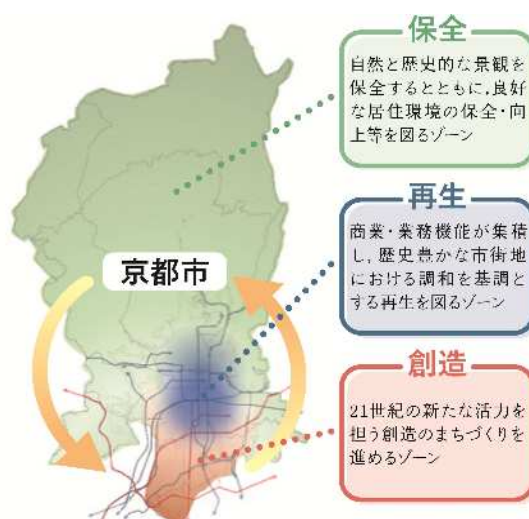 保全
自然と歴史的な景観を
保全するとともに,良好
な居住環境の保全・向
上等を図るゾーン
京都市
再生
商業・業務機能が集積
し,歴史豊かな市街地
における調和を基調と
する再生を図るゾーン
創造
21世紀の新たな活力を
担う創造のまちづくりを
進めるゾーン